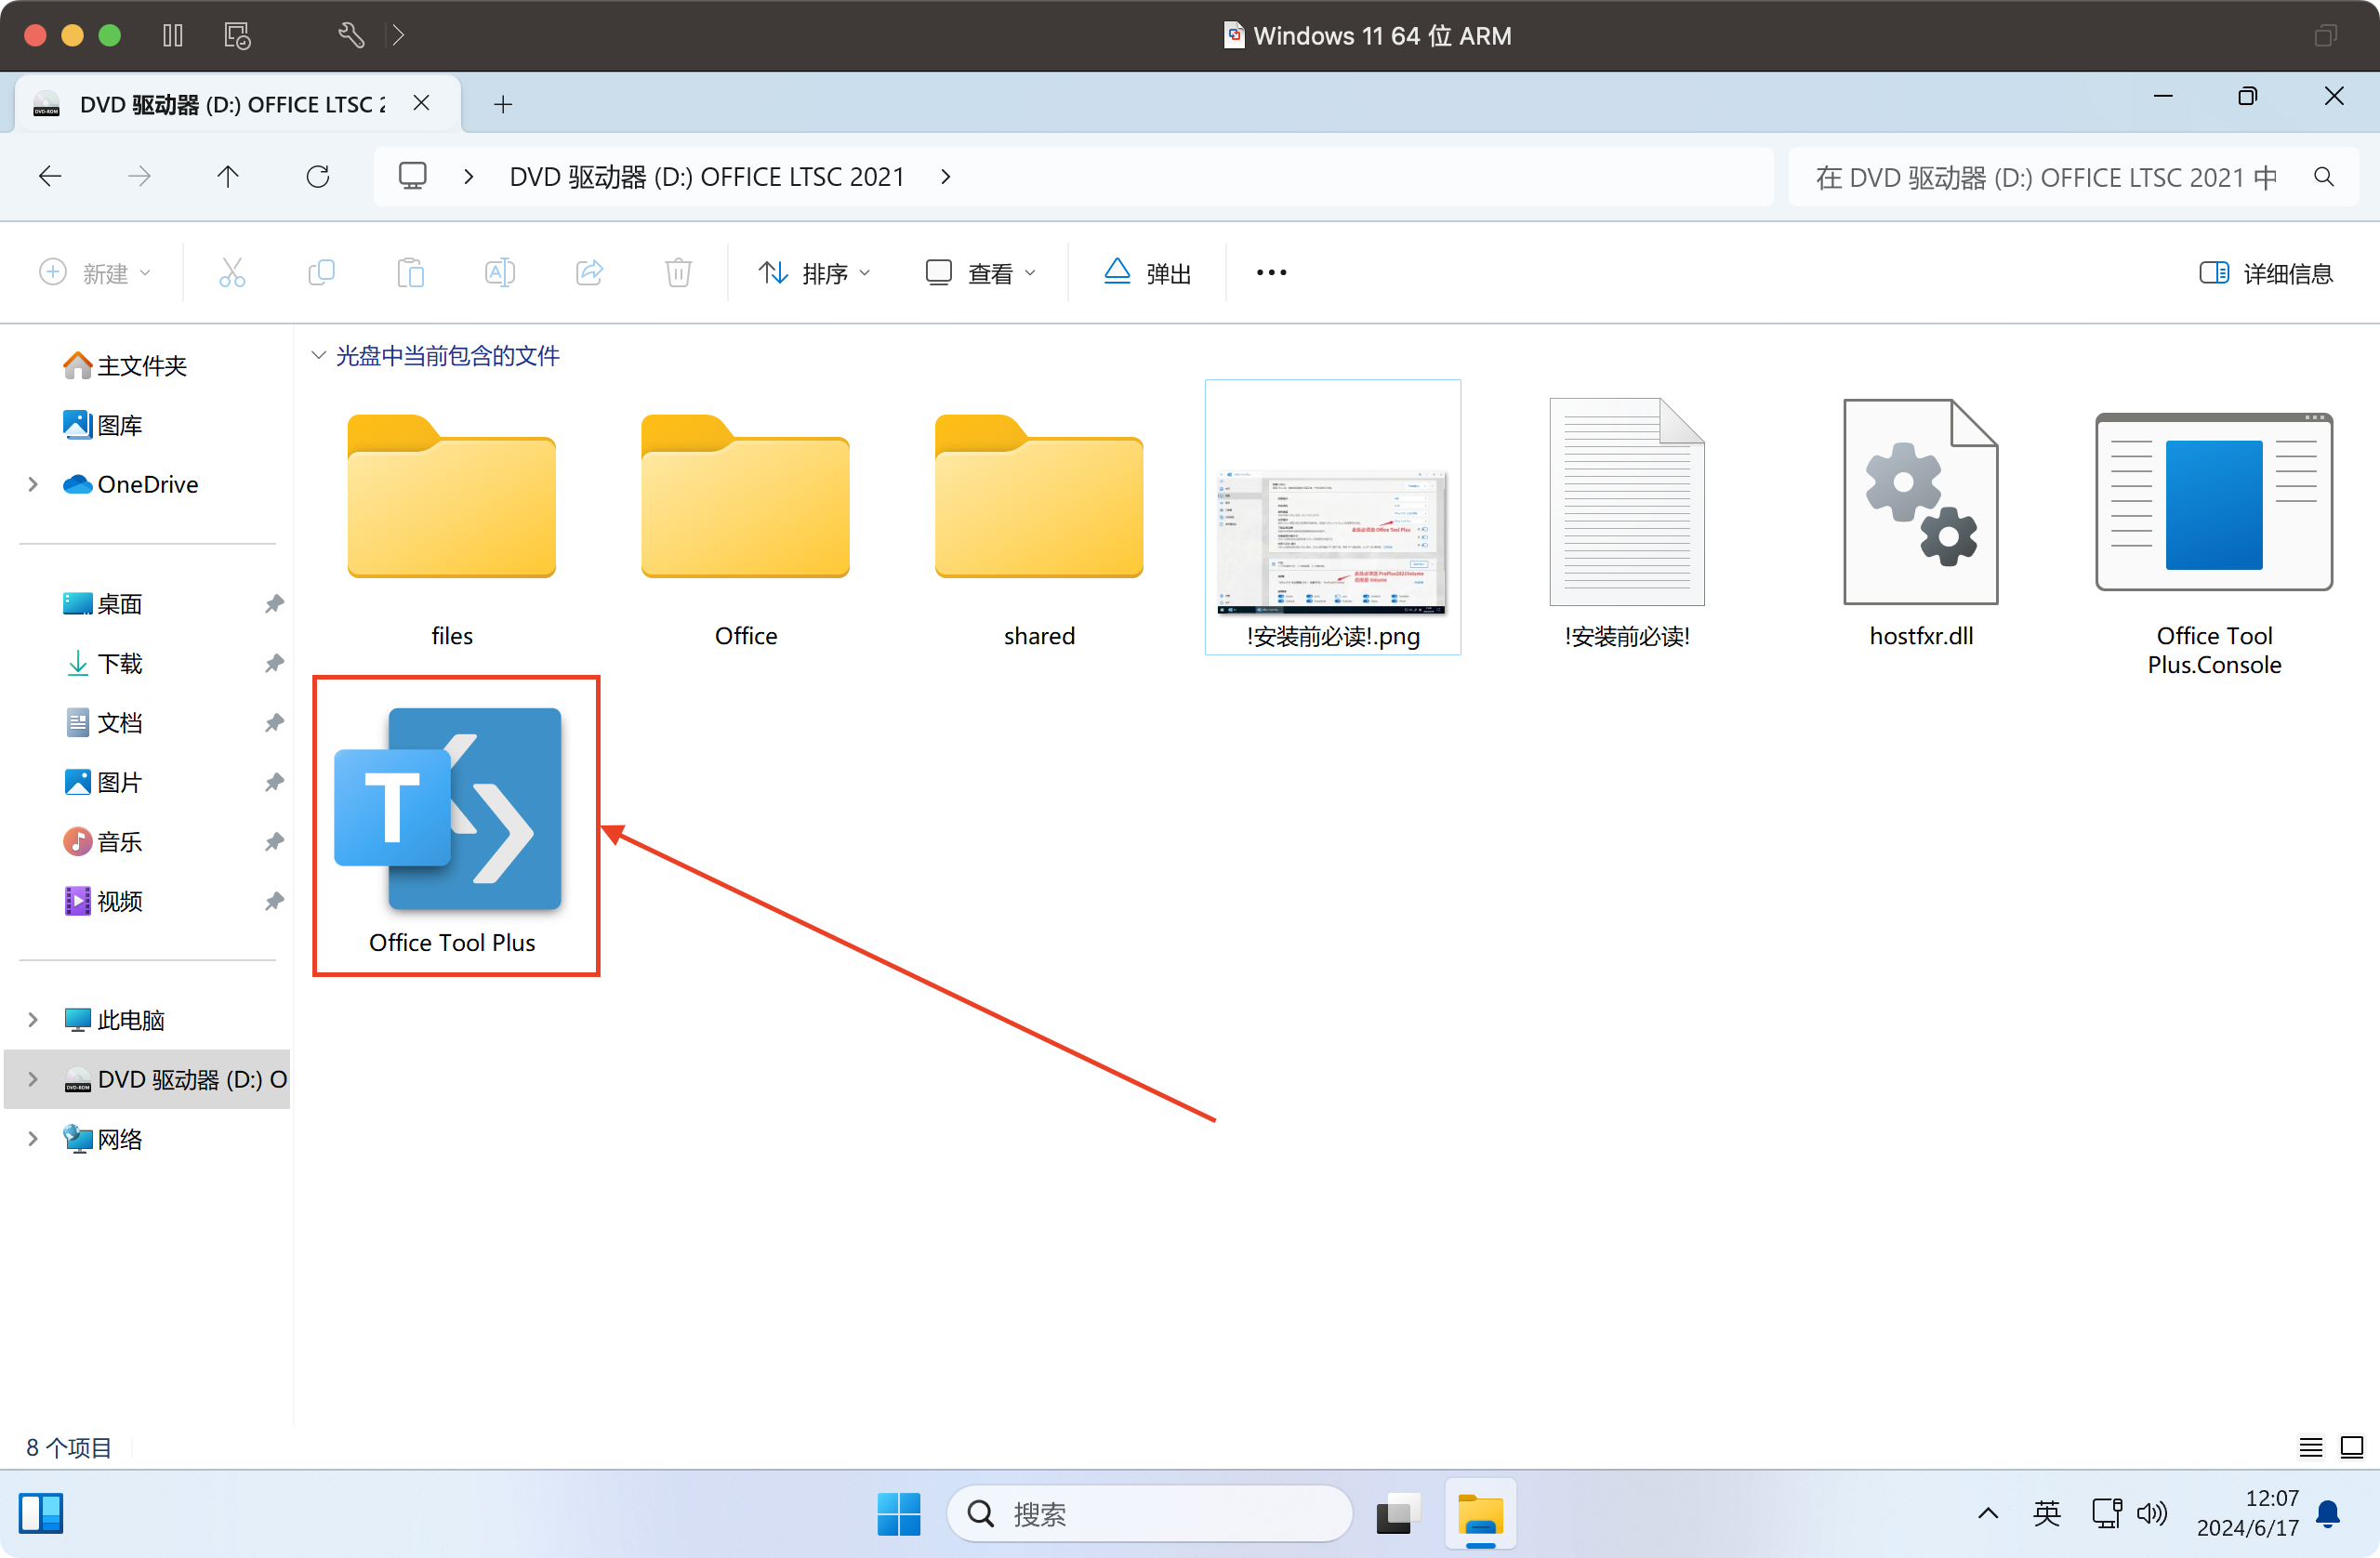 Windows 11 64 位 ARM
DVD 驱动器 (D:) OFFICE LTSC 2
DVD 驱动器 (D:) OFFICE LTSC 2021
在 DVD 驱动器 (D:) OFFICE LTSC 2021 中
新建
排序
查看
弹出
详细信息
主文件夹
图库
OneDrive
桌面
下载
文档
图片
音乐
视频
此电脑
DVD 驱动器 (D:) O
网络
光盘中当前包含的文件
files
Office
shared
!安装前必读!.png
!安装前必读!
hostfxr.dll
Office Tool
Plus.Console
T
Office Tool Plus
8 个项目
搜索
英
12:07
2024/6/17